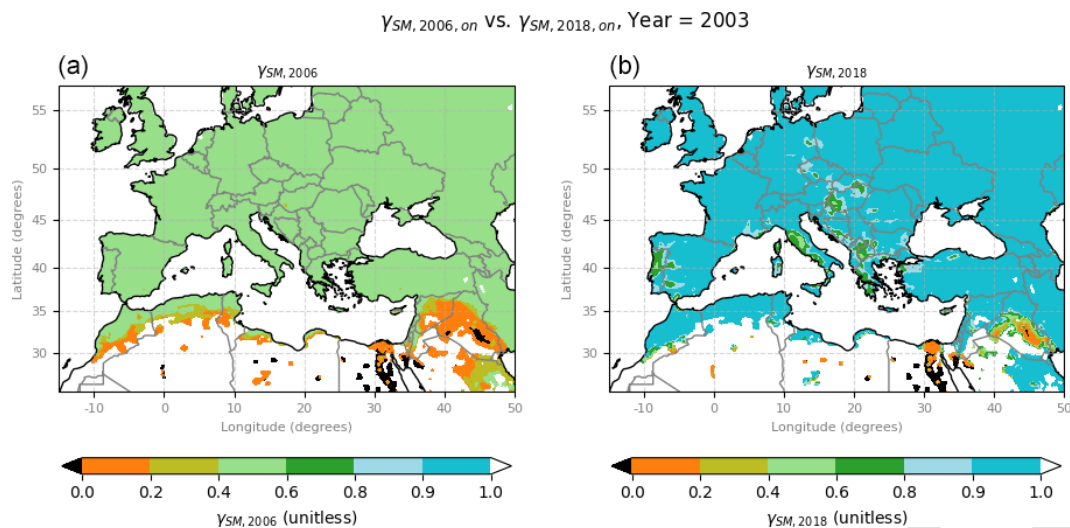 γSM, 2006, on vs. γSM, 2018, on, Year = 2003
(a)
γSM, 2006
(b)
γSM, 2018
55
50
45
40
35
30
Latitude (degrees)
-10 0 10 20 30 40 50
Longitude (degrees)
55
50
45
40
35
30
Latitude (degrees)
-10 0 10 20 30 40 50
Longitude (degrees)
0.0 0.2 0.4 0.6 0.8 0.9 1.0
γSM, 2006 (unitless)
0.0 0.2 0.4 0.6 0.8 0.9 1.0
γSM, 2018 (unitless)